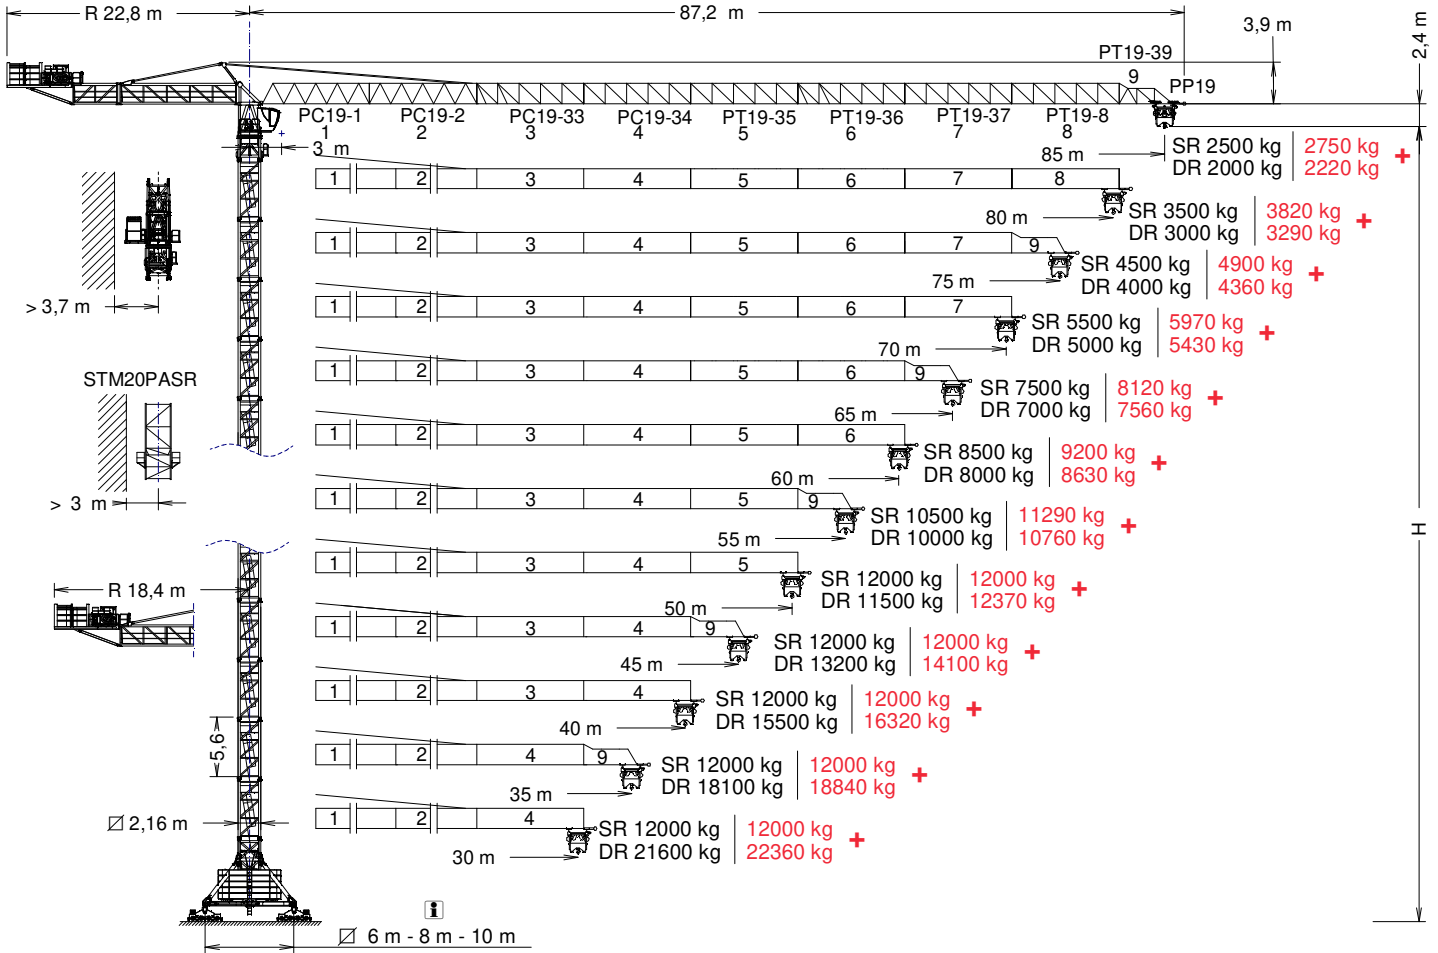 R 22,8 m
87,2 m
3,9 m
2,4 m
PT19-39
9
PP19
PC19-1
PC19-2
PC19-33
PC19-34
PT19-35
PT19-36
PT19-37
PT19-8
1 2 3 4 5 6 7 8
3 m
85 m
SR 2500 kg 2750 kg +
DR 2000 kg 2220 kg
1 2 3 4 5 6 7 8
80 m
SR 3500 kg 3820 kg +
DR 3000 kg 3290 kg
1 2 3 4 5 6 7 9
75 m
SR 4500 kg 4900 kg +
DR 4000 kg 4360 kg
> 3,7 m
1 2 3 4 5 6 7
70 m
SR 5500 kg 5970 kg +
DR 5000 kg 5430 kg
STM20PASR
1 2 3 4 5 6 9
65 m
SR 7500 kg 8120 kg +
DR 7000 kg 7560 kg
1 2 3 4 5 6
60 m
SR 8500 kg 9200 kg +
DR 8000 kg 8630 kg
> 3 m
1 2 3 4 5 9
55 m
SR 10500 kg 11290 kg +
DR 10000 kg 10760 kg
H
1 2 3 4 5
50 m
SR 12000 kg 12000 kg +
DR 11500 kg 12370 kg
R 18,4 m
1 2 3 4 9
45 m
SR 12000 kg 12000 kg +
DR 13200 kg 14100 kg
1 2 3 4
40 m
SR 12000 kg 12000 kg +
DR 15500 kg 16320 kg
5,6
1 2 4 9
35 m
SR 12000 kg 12000 kg +
DR 18100 kg 18840 kg
2,16 m
1 2 4
30 m
SR 12000 kg 12000 kg +
DR 21600 kg 22360 kg
i
6 m - 8 m - 10 m